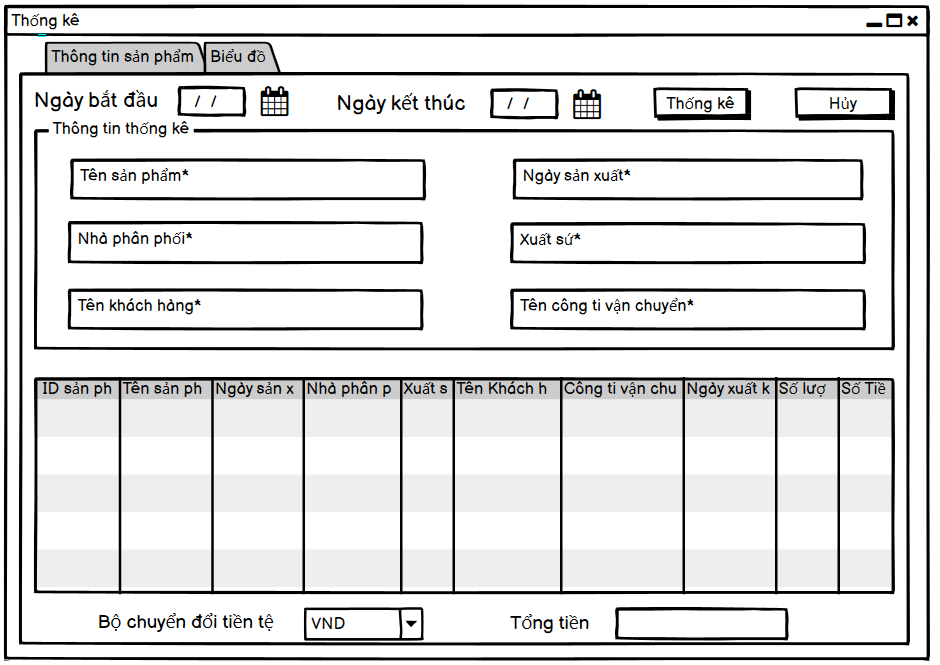 Thống kê
Thông tin sản phẩm Biểu đồ
Ngày bắt đầu / / Ngày kết thúc / / Thống kê Hủy
Thông tin thống kê
Tên sản phẩm* Ngày sản xuất*
Nhà phân phối* Xuất sứ*
Tên khách hàng* Tên công ti vận chuyển*
ID sản ph Tên sản ph Ngày sản x Nhà phân p Xuất s Tên Khách h Công ti vận chu Ngày xuất k Số lượ Số Tiề
Bộ chuyển đổi tiền tệ VND Tổng tiền